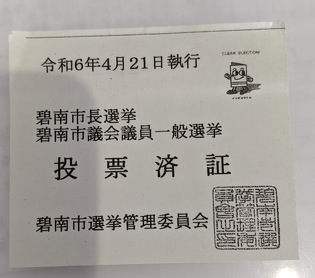 CLEAN ELECTION
令和6年4月21日執行
碧南市長選挙
碧南市議会議員一般選挙
投票済証
碧南市選挙管理委員会